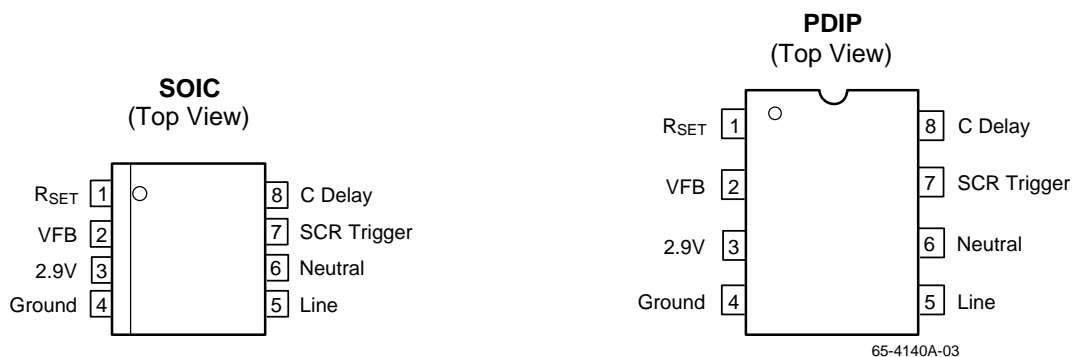 SOIC
(Top View)
RSET 1
VFB 2
2.9V 3
Ground 4
8 C Delay
7 SCR Trigger
6 Neutral
5 Line
PDIP
(Top View)
RSET 1
VFB 2
2.9V 3
Ground 4
8 C Delay
7 SCR Trigger
6 Neutral
5 Line
65-4140A-03